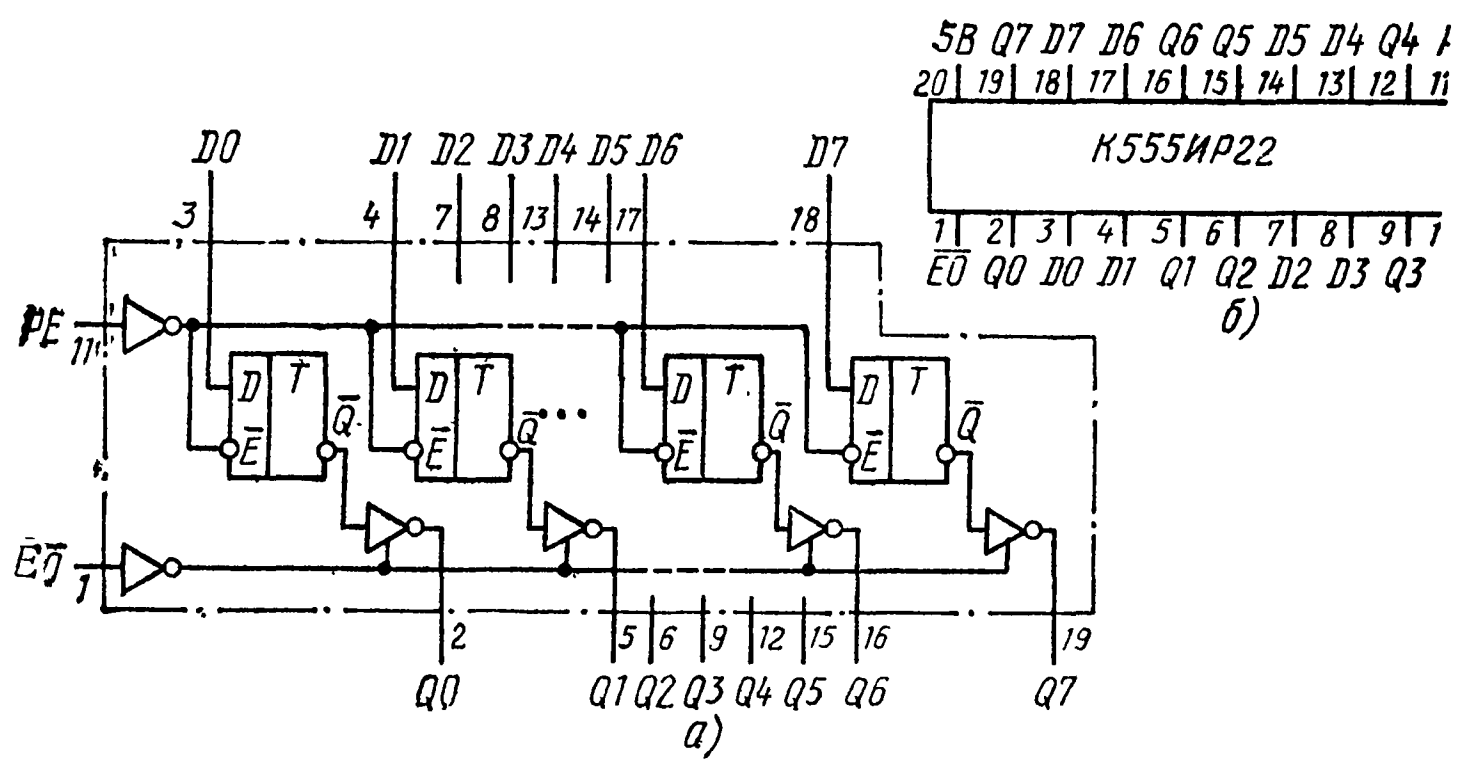 5В Q7 D7 D6 Q6 Q5 D5 D4 Q4
20 19 18 17 16 15 14 13 12 11
К555ИР22
1 2 3 4 5 6 7 8 9 1
E̅O̅ Q0 D0 D1 Q1 Q2 D2 D3 Q3
б)
D0 D1 D2 D3 D4 D5 D6 D7
3 4 7 8 13 14 17 18
PE
11
D T D T D T D T
E̅ Q̅ E̅ Q̅ ... E̅ Q̅ E̅ Q̅
E̅O̅
1
2 5 6 9 12 15 16 19
Q0 Q1 Q2 Q3 Q4 Q5 Q6 Q7
а)